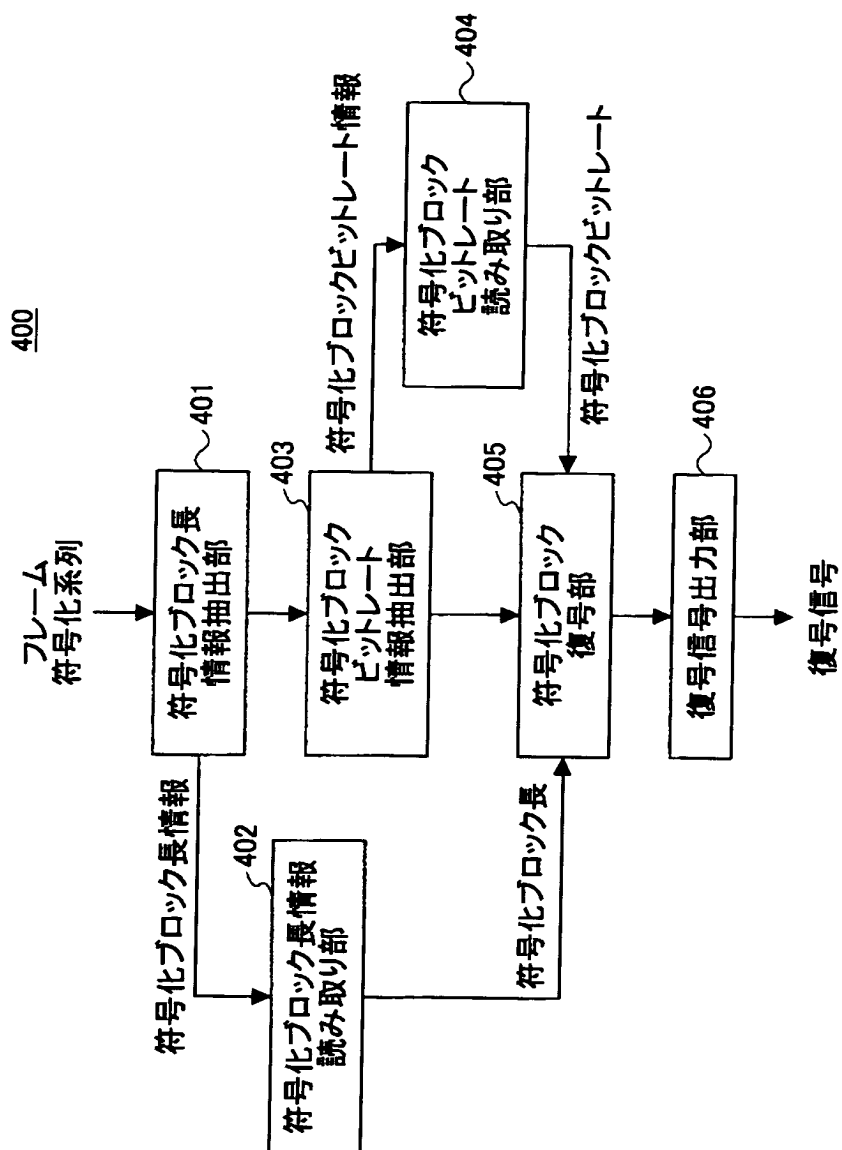 400
フレーム
符号化系列
401
符号化ブロック長
情報抽出部
符号化ブロック長情報
402
符号化ブロック長情報
読み取り部
403
符号化ブロック
ビットレート
情報抽出部
符号化ブロックビットレート情報
404
符号化ブロック
ビットレート
読み取り部
符号化ブロック長
符号化ブロックビットレート
405
符号化ブロック
復号部
406
復号信号出力部
復号信号